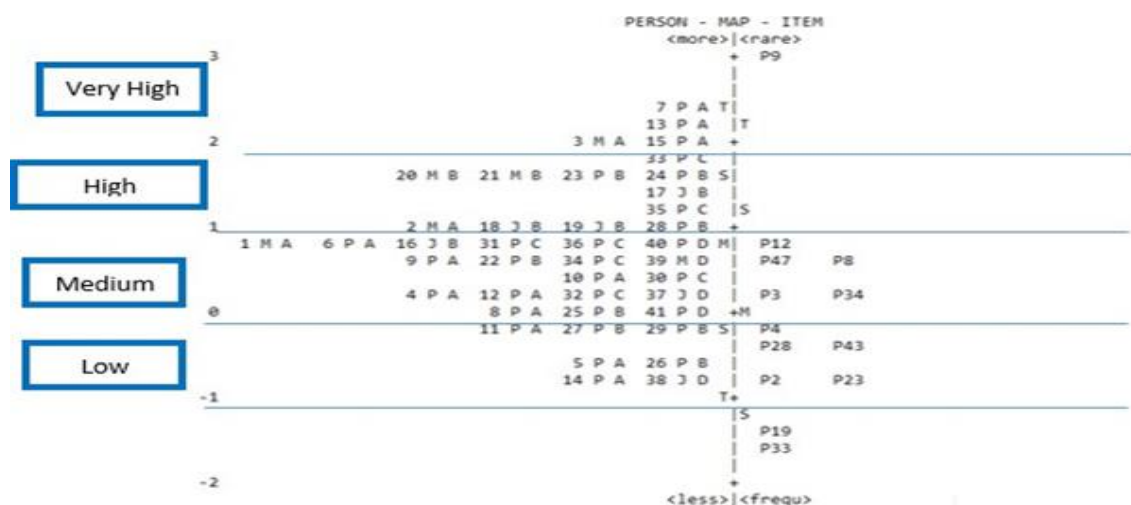 PERSON - MAP - ITEM
<more>|<rare>
3 + P9
Very High
7 P A T|
13 P A |T
2 3 M A 15 P A +
33 P C
High
20 M B 21 M B 23 P B 24 P B S|
17 J B |
35 P C |S
1 2 M A 18 J B 19 J B 28 P B +
1 M A 6 P A 16 J B 31 P C 36 P C 40 P D M| P12
9 P A 22 P B 34 P C 39 M D | P47 P8
10 P A 30 P C |
Medium
4 P A 12 P A 32 P C 37 J D | P3 P34
0 8 P A 25 P B 41 P D +M
11 P A 27 P B 29 P B S| P4
| P28 P43
Low
5 P A 26 P B |
14 P A 38 J D | P2 P23
-1 T+
|S
| P19
| P33
-2 +
<less>|<frequ>